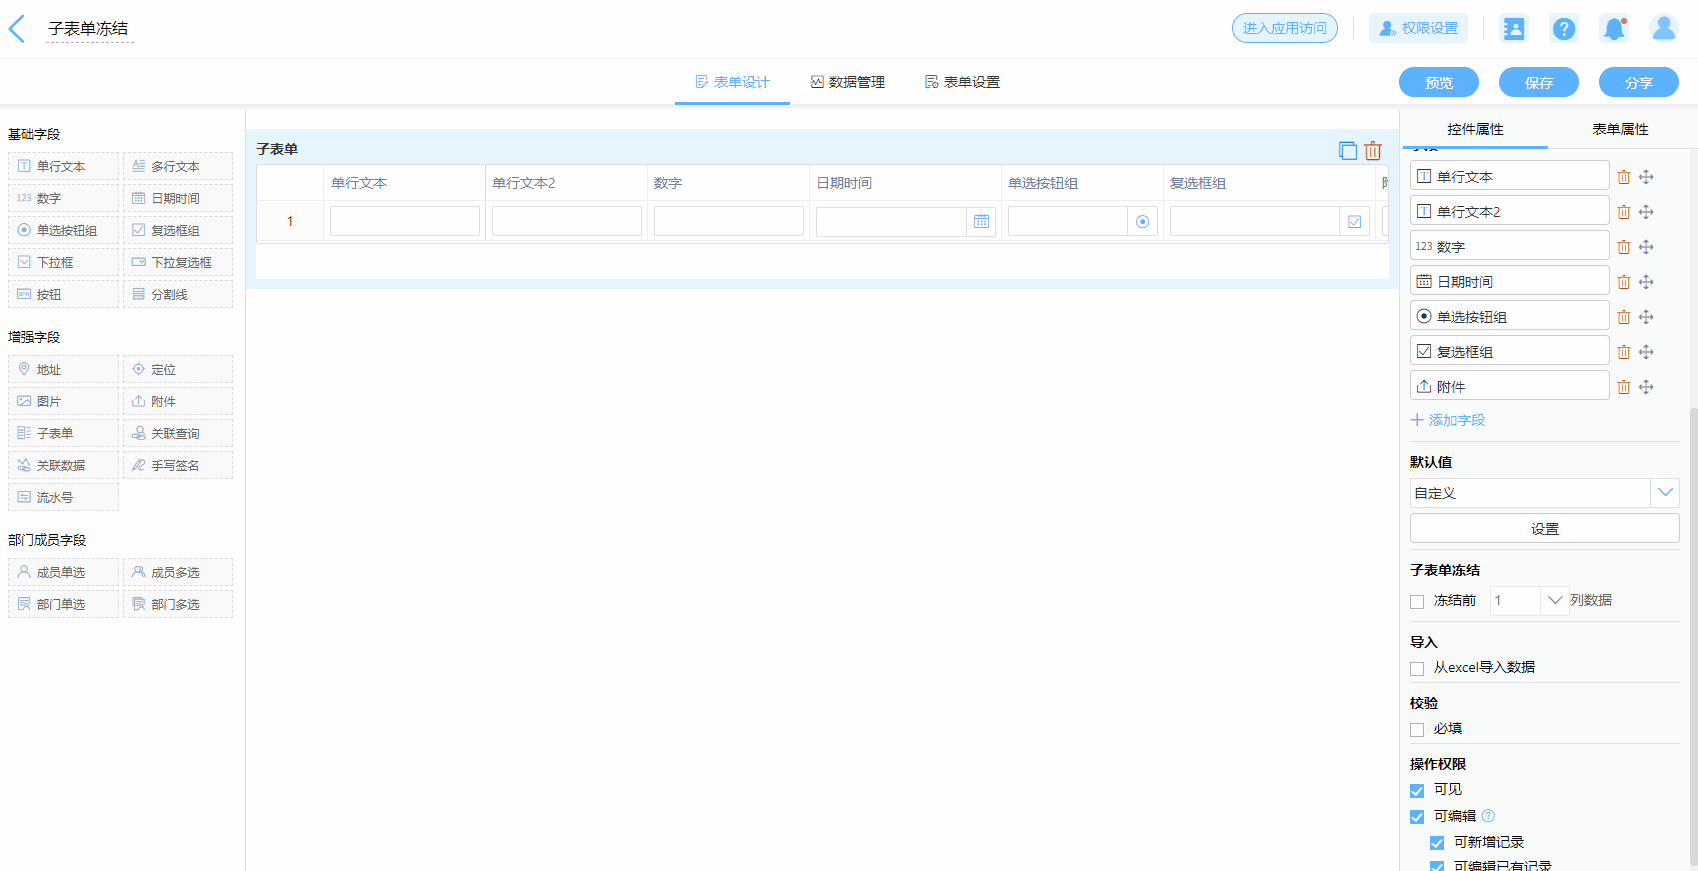 子表单冻结
进入应用访问
权限设置
表单设计
数据管理
表单设置
预览
保存
分享
基础字段
单行文本
多行文本
123 数字
日期时间
单选按钮组
复选框组
下拉框
下拉复选框
BTN 按钮
分割线
增强字段
地址
定位
图片
附件
子表单
关联查询
关联数据
手写签名
流水号
部门成员字段
成员单选
成员多选
部门单选
部门多选
子表单
单行文本 单行文本2 数字 日期时间 单选按钮组 复选框组
1
控件属性
表单属性
单行文本
单行文本2
123 数字
日期时间
单选按钮组
复选框组
附件
添加字段
默认值
自定义
设置
子表单冻结
冻结前 1 列数据
导入
从excel导入数据
校验
必填
操作权限
可见
可编辑 ?
可新增记录
可编辑已有记录